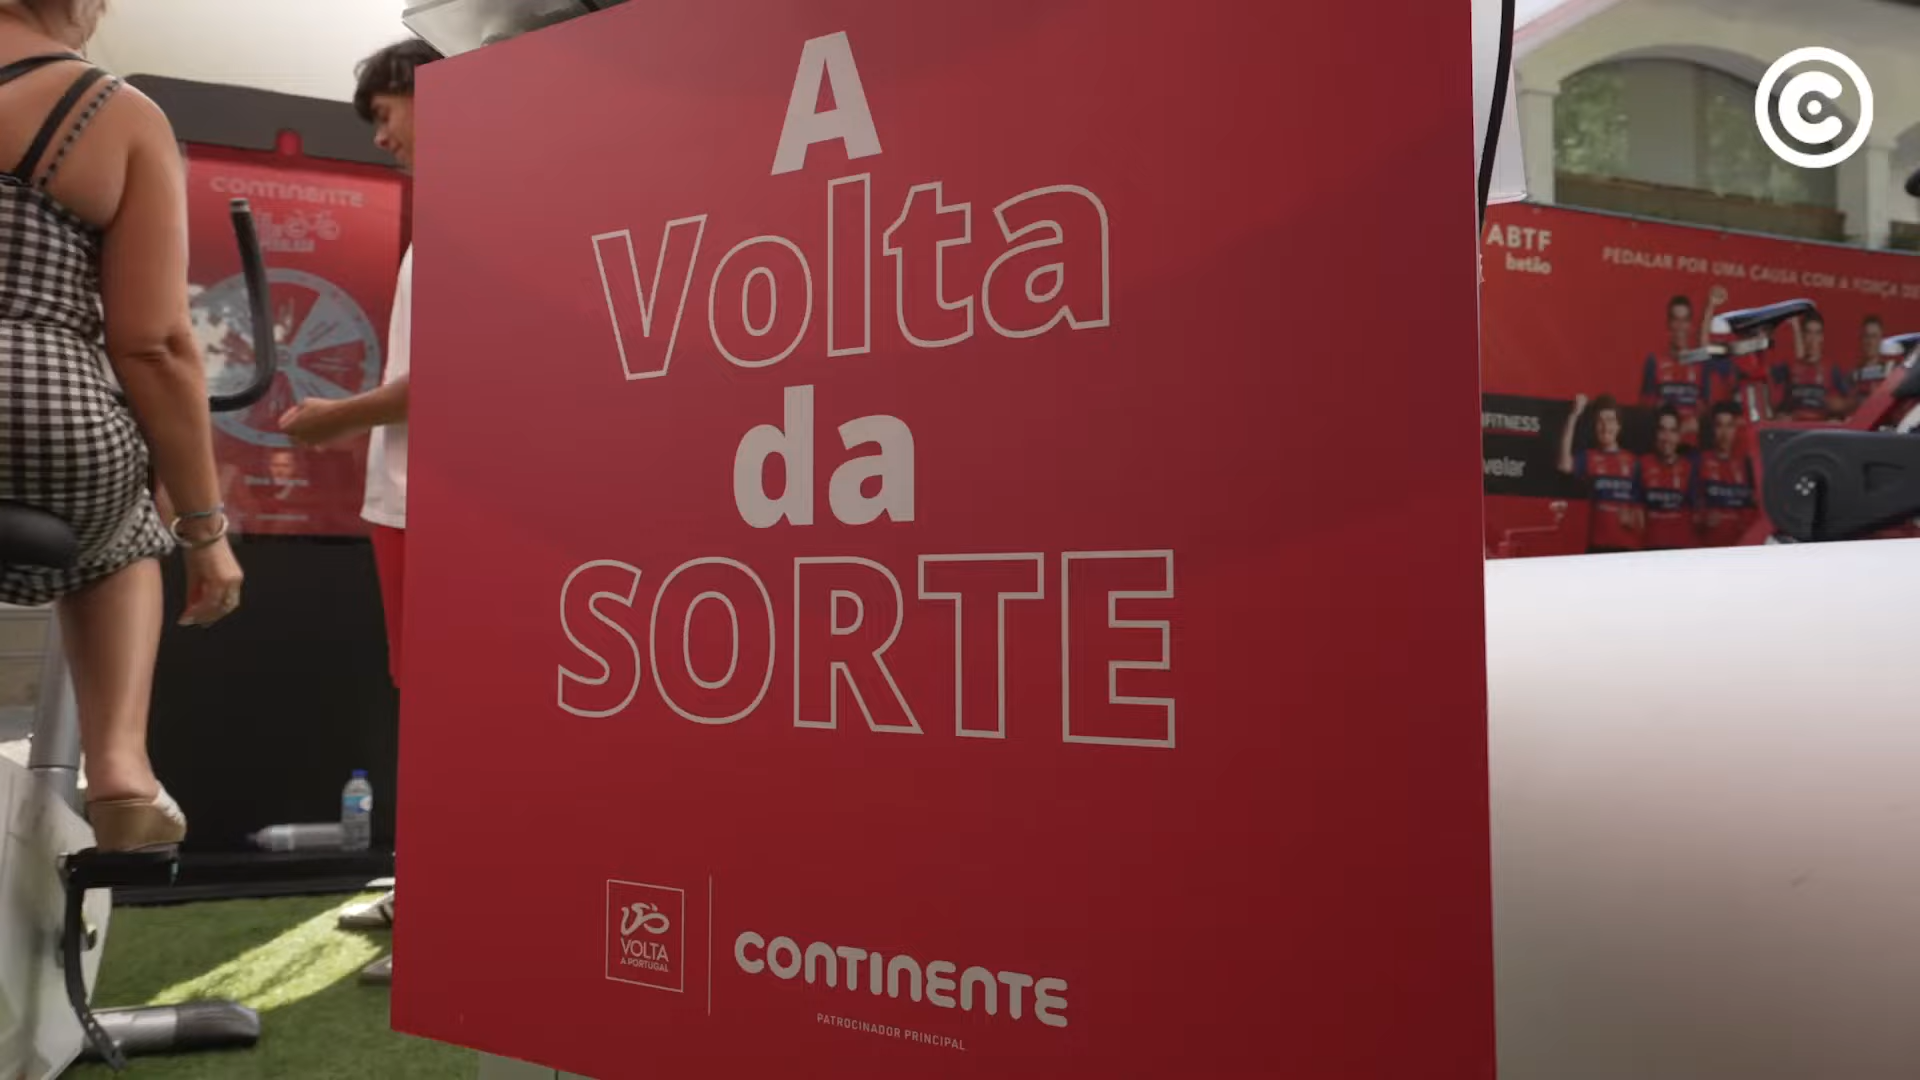 A
Volta
da
SORTE
VOLTA
A PORTUGAL
CONTINENTE
PATROCINADOR PRINCIPAL
CONTINENTE
ABTF
betão
PEDALAR POR UMA CAUSA COM A FORÇA DE
FITNESS
velar